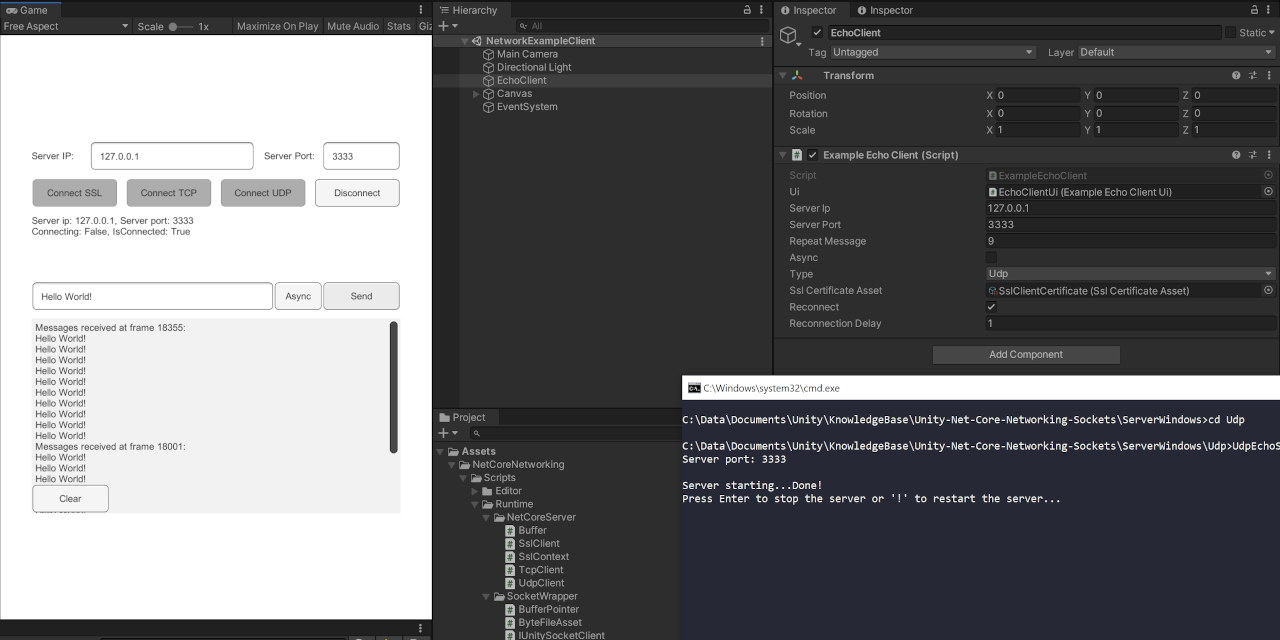 Game
Free Aspect
Scale 1x Maximize On Play Mute Audio Stats Giz
Server IP: 127.0.0.1 Server Port: 3333
Connect SSL Connect TCP Connect UDP Disconnect
Server ip: 127.0.0.1, Server port: 3333
Connecting: False, IsConnected: True
Hello World! Async Send
Messages received at frame 18355:
Hello World!
Hello World!
Hello World!
Hello World!
Hello World!
Hello World!
Hello World!
Hello World!
Hello World!
Hello World!
Messages received at frame 18001:
Hello World!
Hello World!
Hello World!
Clear
Hierarchy
All
NetworkExampleClient
Main Camera
Directional Light
EchoClient
Canvas
EventSystem
Project
Assets
NetCoreNetworking
Scripts
Editor
Runtime
NetCoreServer
Buffer
SslClient
SslContext
TcpClient
UdpClient
SocketWrapper
BufferPointer
ByteFileAsset
IUnitySocketClient
Inspector Inspector
EchoClient Static
Tag Untagged Layer Default
Transform
Position X 0 Y 0 Z 0
Rotation X 0 Y 0 Z 0
Scale X 1 Y 1 Z 1
Example Echo Client (Script)
Script ExampleEchoClient
Ui EchoClientUi (Example Echo Client Ui)
Server Ip 127.0.0.1
Server Port 3333
Repeat Message 9
Async
Type Udp
Ssl Certificate Asset SslClientCertificate (Ssl Certificate Asset)
Reconnect
Reconnection Delay 1
Add Component
C:\Windows\system32\cmd.exe
C:\Data\Documents\Unity\KnowledgeBase\Unity-Net-Core-Networking-Sockets\ServerWindows>cd Udp
C:\Data\Documents\Unity\KnowledgeBase\Unity-Net-Core-Networking-Sockets\ServerWindows\Udp>UdpEchoS
Server port: 3333
Server starting...Done!
Press Enter to stop the server or '!' to restart the server...